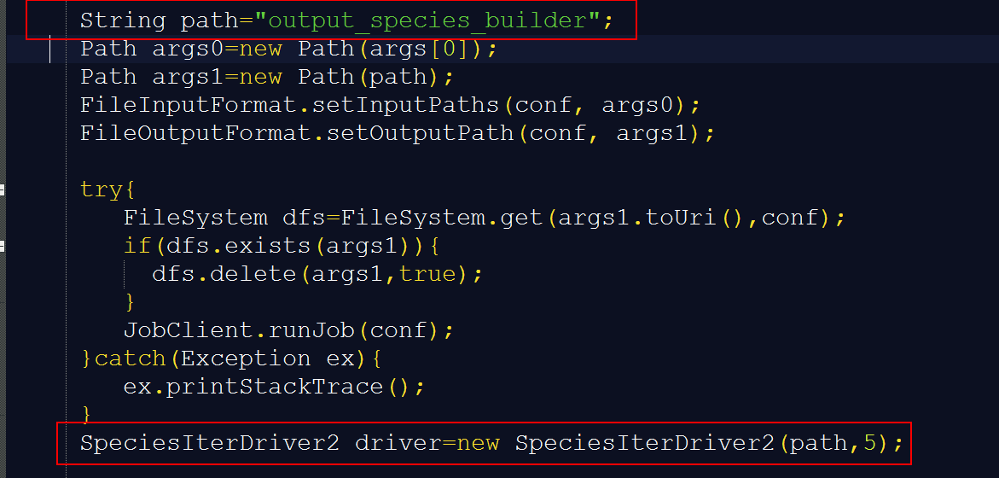 String path="output_species_builder";
Path args0=new Path(args[0]);
Path args1=new Path(path);
FileInputFormat.setInputPaths(conf, args0);
FileOutputFormat.setOutputPath(conf, args1);
try{
FileSystem dfs=FileSystem.get(args1.toUri(),conf);
if(dfs.exists(args1)){
dfs.delete(args1,true);
}
JobClient.runJob(conf);
}catch(Exception ex){
ex.printStackTrace();
}
SpeciesIterDriver2 driver=new SpeciesIterDriver2(path,5);